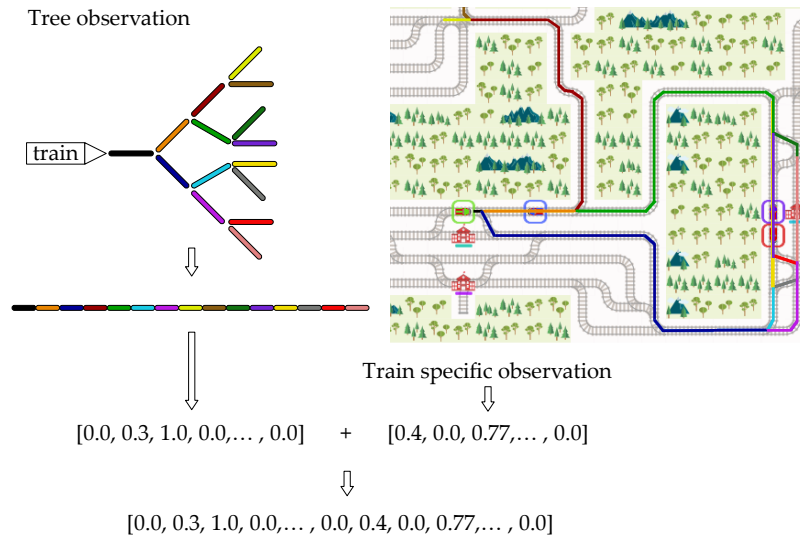 Tree observation
train
Train specific observation
[0.0, 0.3, 1.0, 0.0,… , 0.0] + [0.4, 0.0, 0.77,… , 0.0]
[0.0, 0.3, 1.0, 0.0,… , 0.0, 0.4, 0.0, 0.77,… , 0.0]